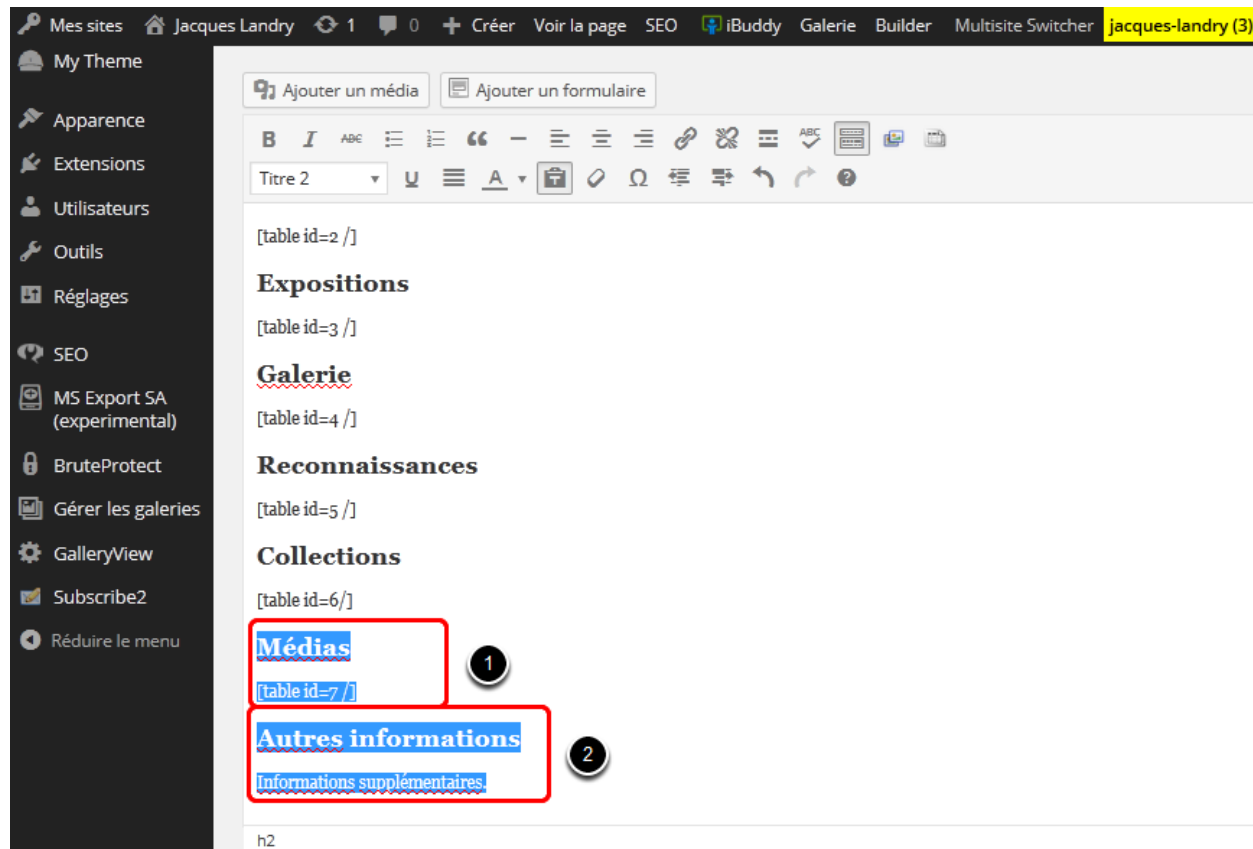 Mes sites Jacques Landry 1 0 + Créer Voir la page SEO iBuddy Galerie Builder Multisite Switcher jacques-landry (3)
My Theme
Apparence
Extensions
Utilisateurs
Outils
Réglages
SEO
MS Export SA
(experimental)
BruteProtect
Gérer les galeries
GalleryView
Subscribe2
Réduire le menu
Ajouter un média Ajouter un formulaire
B I ABC “ — ABC
Titre 2 U A T Ω ?
[table id=2 /]
Expositions
[table id=3 /]
Galerie
[table id=4 /]
Reconnaissances
[table id=5 /]
Collections
[table id=6/]
Médias
1
[table id=7 /]
Autres informations
2
Informations supplémentaires.
h2